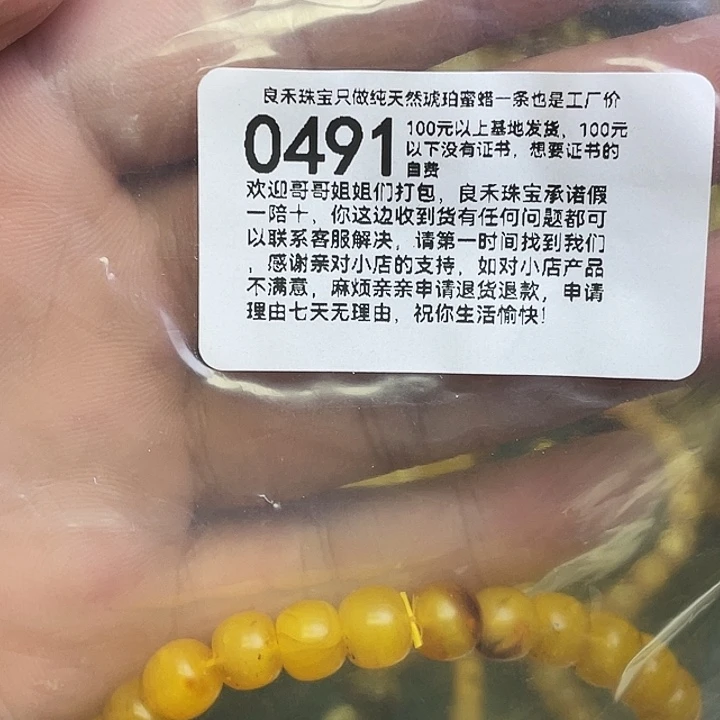 良禾珠宝只做纯天然琥珀蜜蜡一条也是工厂价
0491
100元以上基地发货，100元
以下没有证书，想要证书的
自费
欢迎哥哥姐姐们打包，良禾珠宝承诺假
一陪十，你这边收到货有任何问题都可
以联系客服解决，请第一时间找到我们
，感谢亲对小店的支持，如对小店产品
不满意，麻烦亲亲申请退货退款，申请
理由七天无理由，祝你生活愉快！